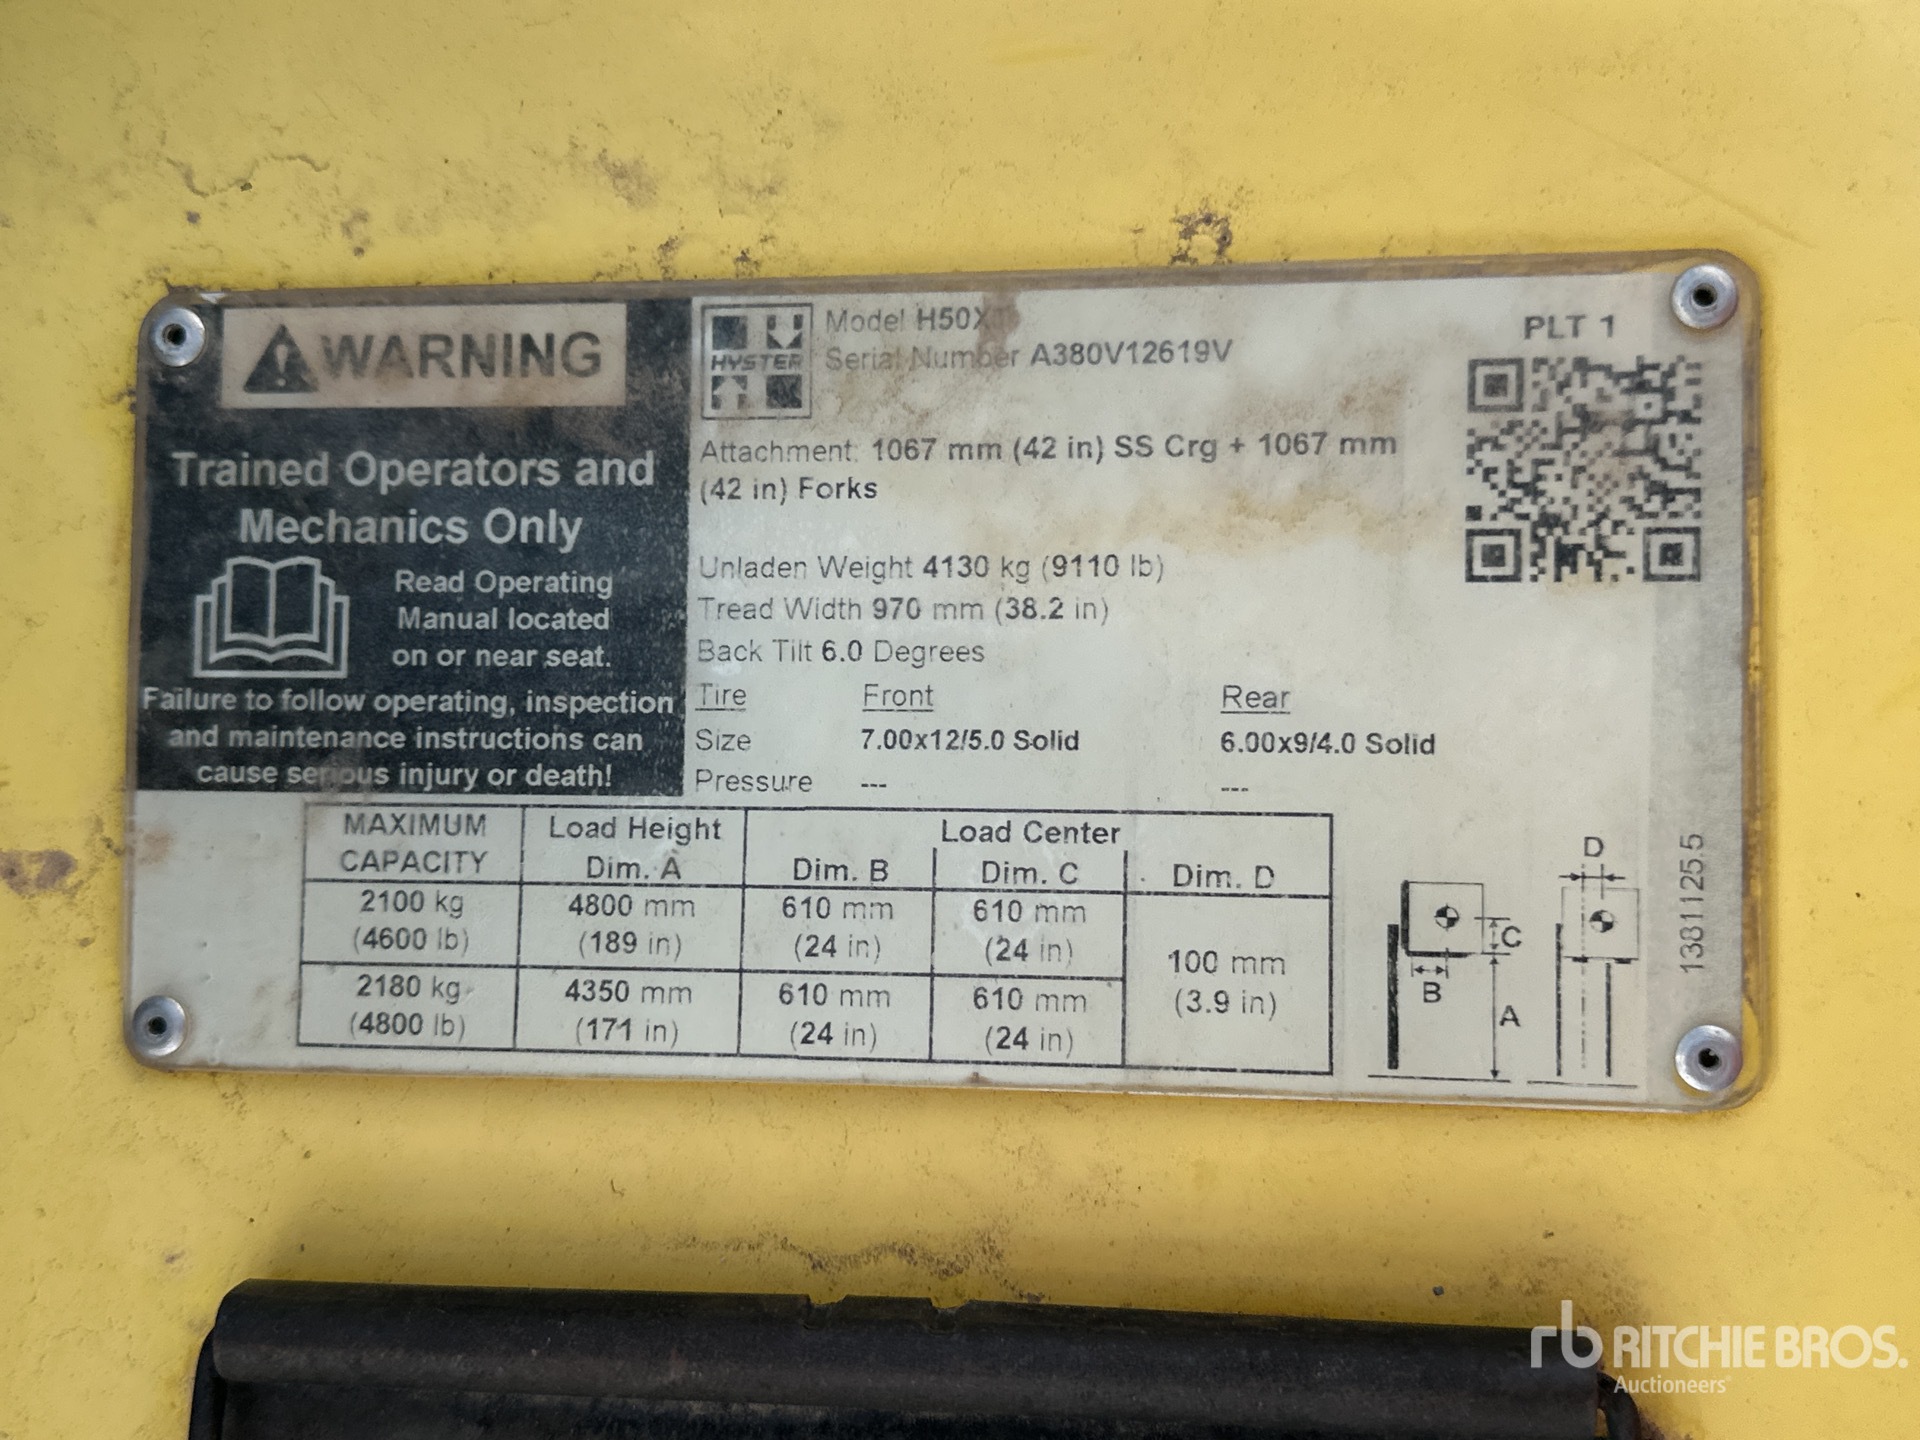 WARNING
Trained Operators and
Mechanics Only
Read Operating
Manual located
on or near seat.
Failure to follow operating, inspection
and maintenance instructions can
cause serious injury or death!
HYSTER
Model H50XT
Serial Number A380V12619V
PLT 1
Attachment: 1067 mm (42 in) SS Crg + 1067 mm
(42 in) Forks
Unladen Weight 4130 kg (9110 lb)
Tread Width 970 mm (38.2 in)
Back Tilt 6.0 Degrees
Tire Front Rear
Size 7.00x12/5.0 Solid 6.00x9/4.0 Solid
Pressure --- ---
MAXIMUM Load Height Load Center
CAPACITY Dim. A Dim. B Dim. C Dim. D
2100 kg 4800 mm 610 mm 610 mm
(4600 lb) (189 in) (24 in) (24 in)
100 mm
(3.9 in)
2180 kg 4350 mm 610 mm 610 mm
(4800 lb) (171 in) (24 in) (24 in)
D
C
B
A
1381125.5
rb RITCHIE BROS.
Auctioneers